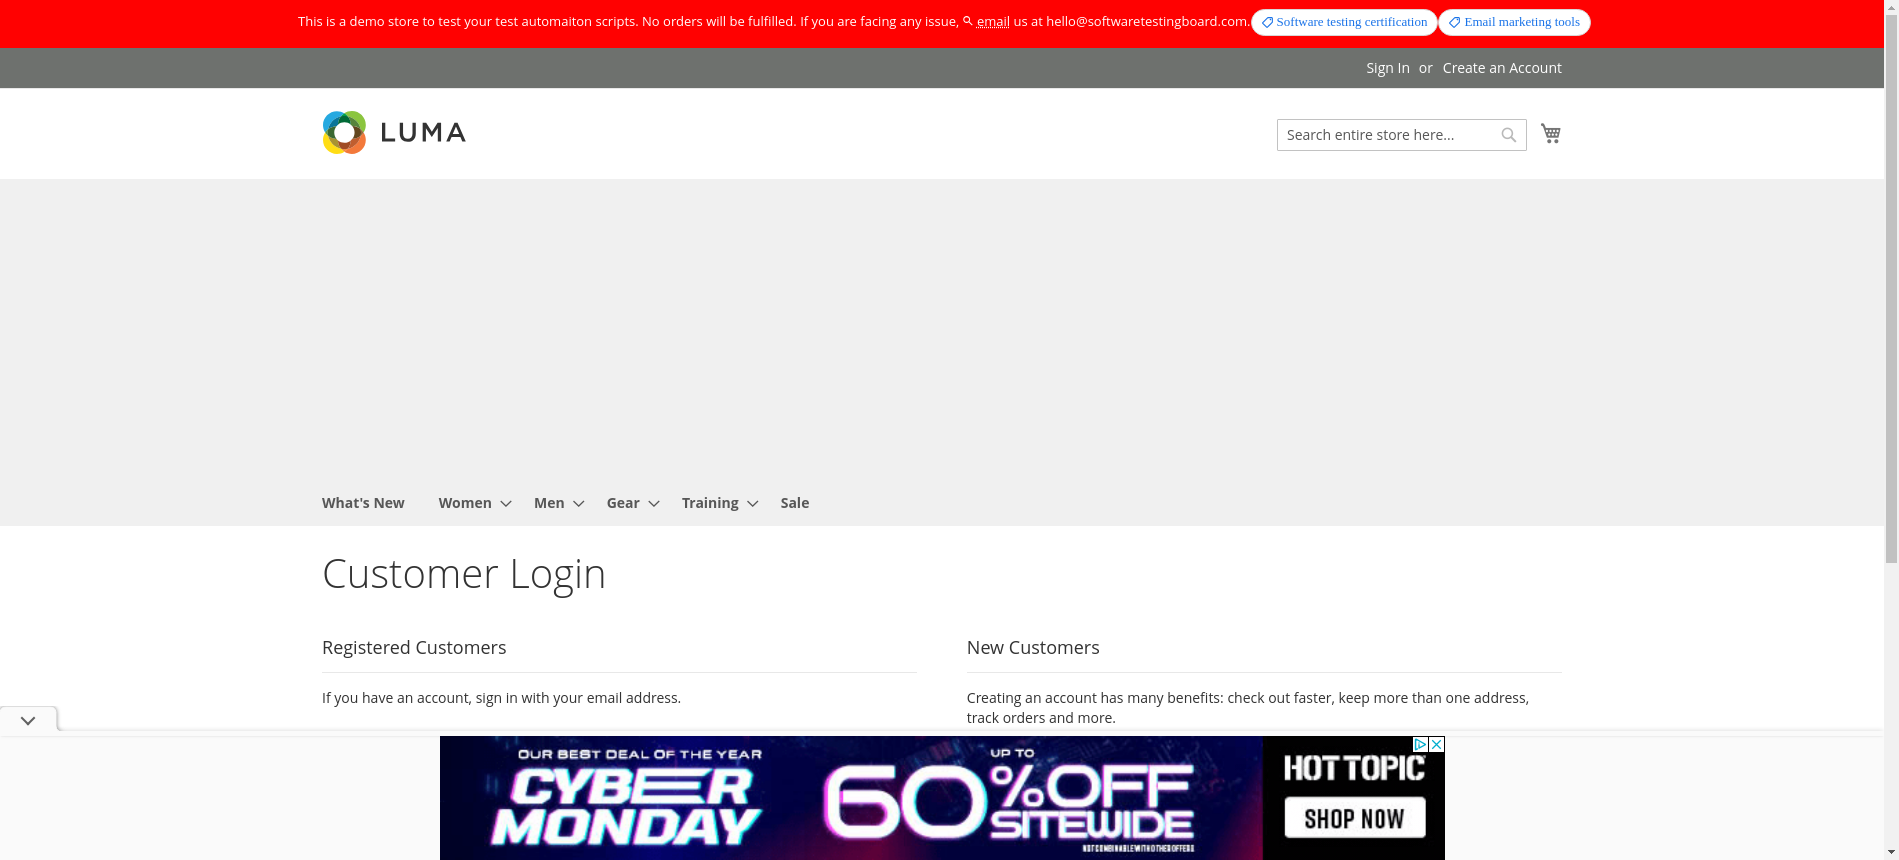 This is a demo store to test your test automaiton scripts. No orders will be fulfilled. If you are facing any issue, email us at hello@softwaretestingboard.com. Software testing certification Email marketing tools
Sign In or Create an Account
LUMA
Search entire store here...
What's New Women Men Gear Training Sale
Customer Login
Registered Customers
If you have an account, sign in with your email address.
New Customers
Creating an account has many benefits: check out faster, keep more than one address,
track orders and more.
OUR BEST DEAL OF THE YEAR
CYBER
MONDAY
UP TO
60% OFF
SITEWIDE
NOT COMBINABLE WITH OTHER OFFERS
HOT TOPIC
SHOP NOW